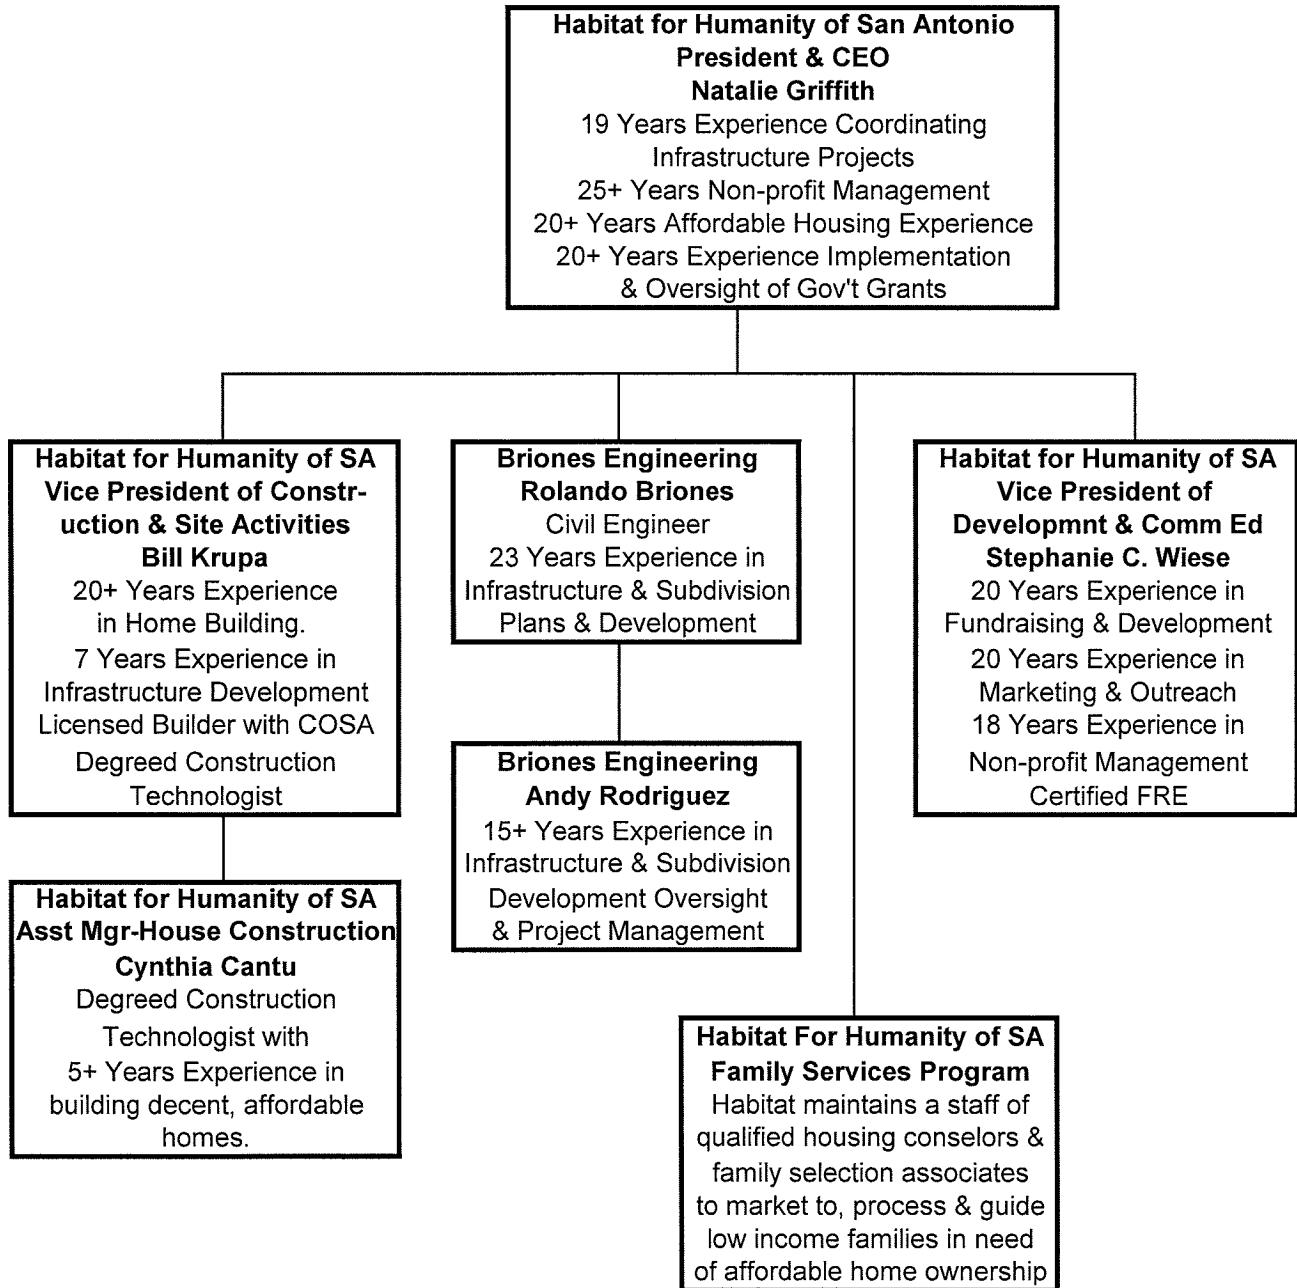 Habitat for Humanity of San Antonio
President & CEO
Natalie Griffith
19 Years Experience Coordinating
Infrastructure Projects
25+ Years Non-profit Management
20+ Years Affordable Housing Experience
20+ Years Experience Implementation
& Oversight of Gov't Grants
Habitat for Humanity of SA
Vice President of Constr-
uction & Site Activities
Bill Krupa
20+ Years Experience
in Home Building.
7 Years Experience in
Infrastructure Development
Licensed Builder with COSA
Degreed Construction
Technologist
Briones Engineering
Rolando Briones
Civil Engineer
23 Years Experience in
Infrastructure & Subdivision
Plans & Development
Habitat for Humanity of SA
Vice President of
Developmnt & Comm Ed
Stephanie C. Wiese
20 Years Experience in
Fundraising & Development
20 Years Experience in
Marketing & Outreach
18 Years Experience in
Non-profit Management
Certified FRE
Briones Engineering
Andy Rodriguez
15+ Years Experience in
Infrastructure & Subdivision
Development Oversight
& Project Management
Habitat for Humanity of SA
Asst Mgr-House Construction
Cynthia Cantu
Degreed Construction
Technologist with
5+ Years Experience in
building decent, affordable
homes.
Habitat For Humanity of SA
Family Services Program
Habitat maintains a staff of
qualified housing conselors &
family selection associates
to market to, process & guide
low income families in need
of affordable home ownership